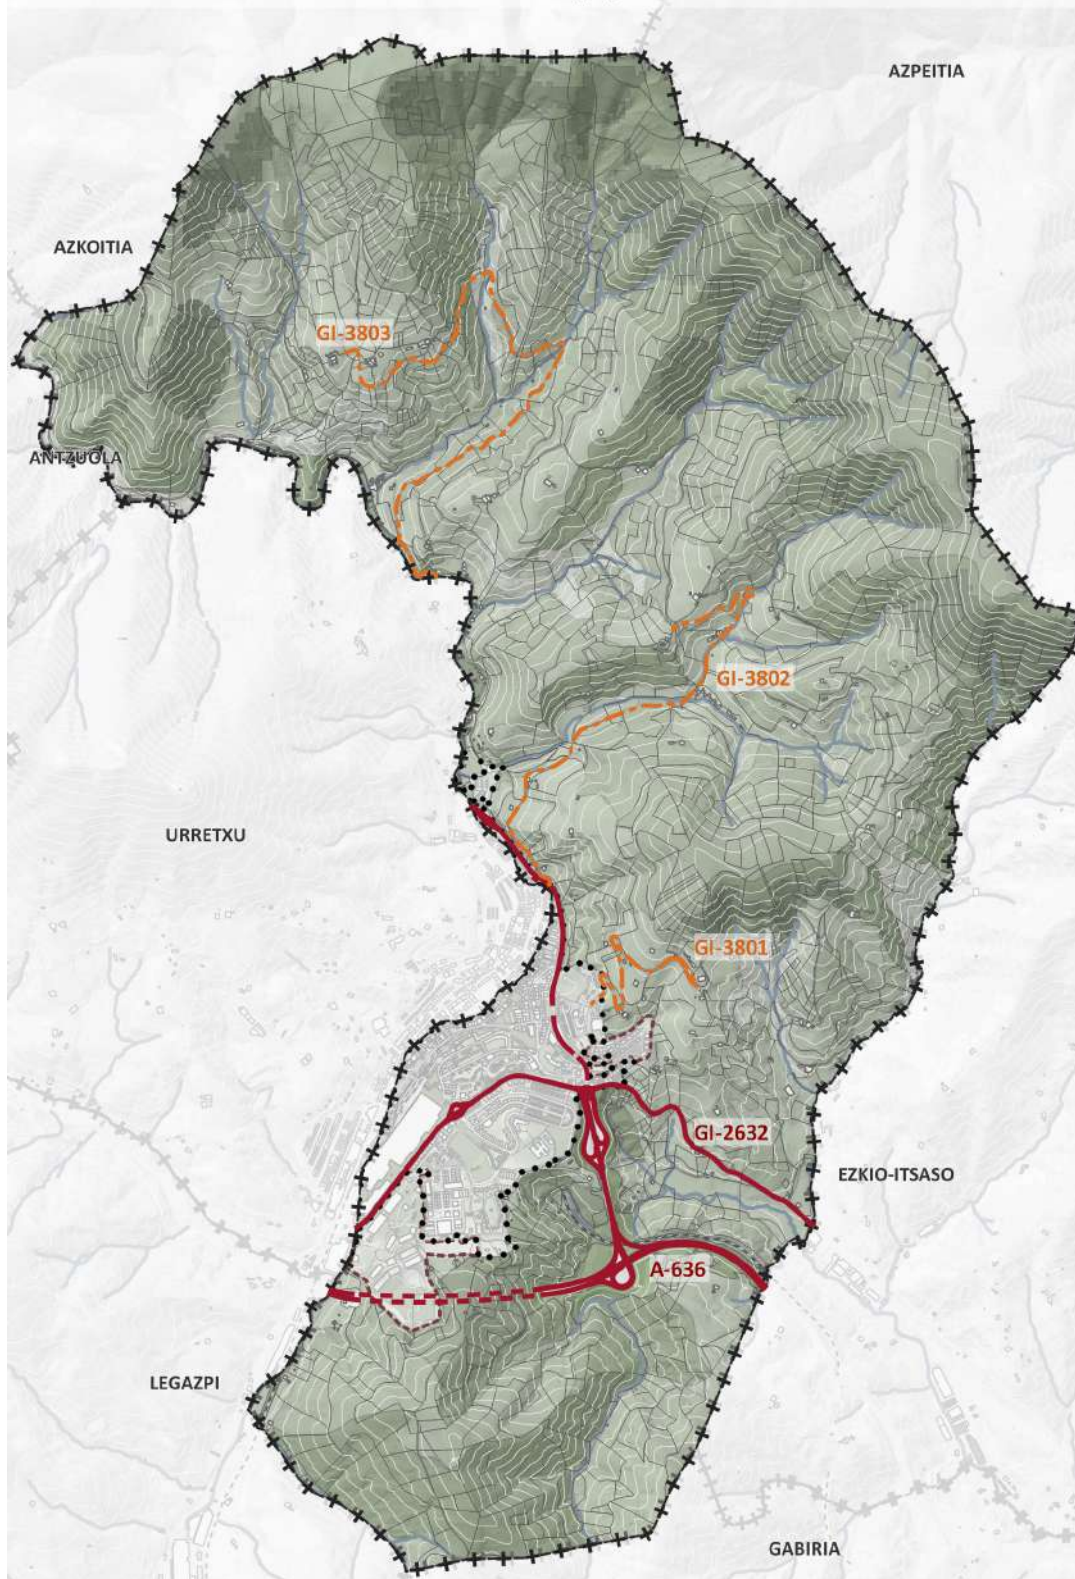 AZPEITIA
AZKOITIA
GI-3803
ANTZUOLA
GI-3802
URRETXU
GI-3801
GI-2632
EZKIO-ITSASO
A-636
LEGAZPI
GABIRIA